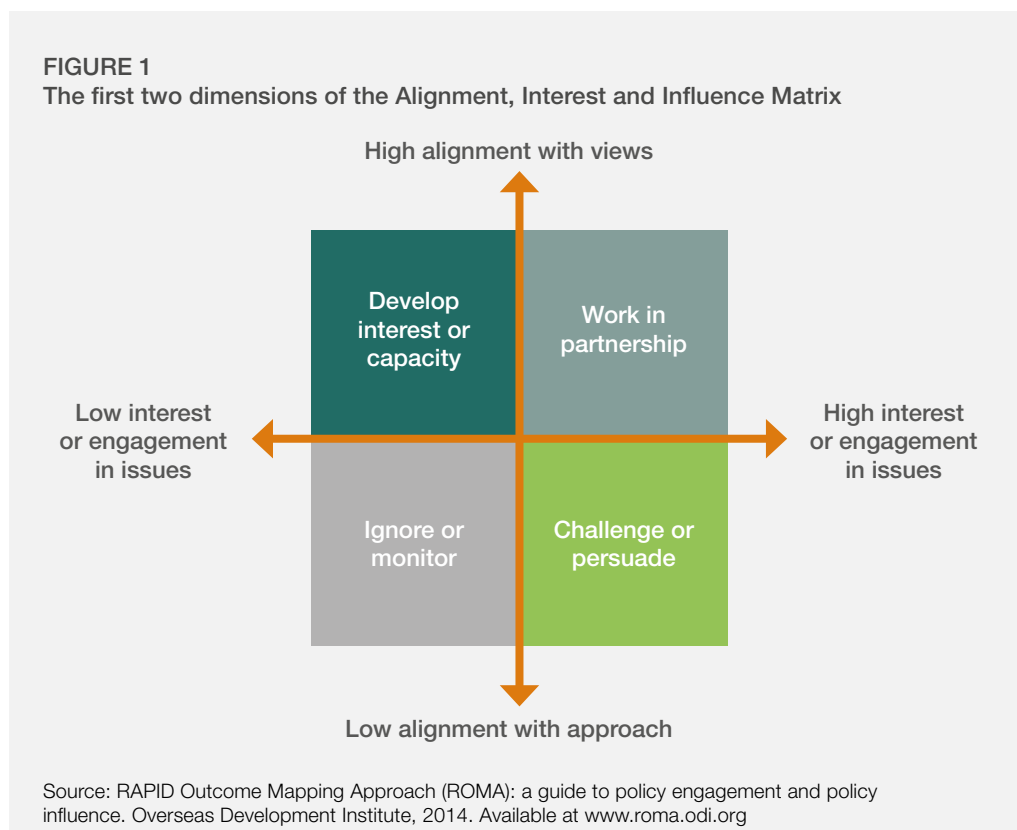 FIGURE 1
The first two dimensions of the Alignment, Interest and Influence Matrix
High alignment with views
Develop
interest or
capacity
Work in
partnership
Low interest
or engagement
in issues
High interest
or engagement
in issues
Ignore or
monitor
Challenge or
persuade
Low alignment with approach
Source: RAPID Outcome Mapping Approach (ROMA): a guide to policy engagement and policy
influence. Overseas Development Institute, 2014. Available at www.roma.odi.org